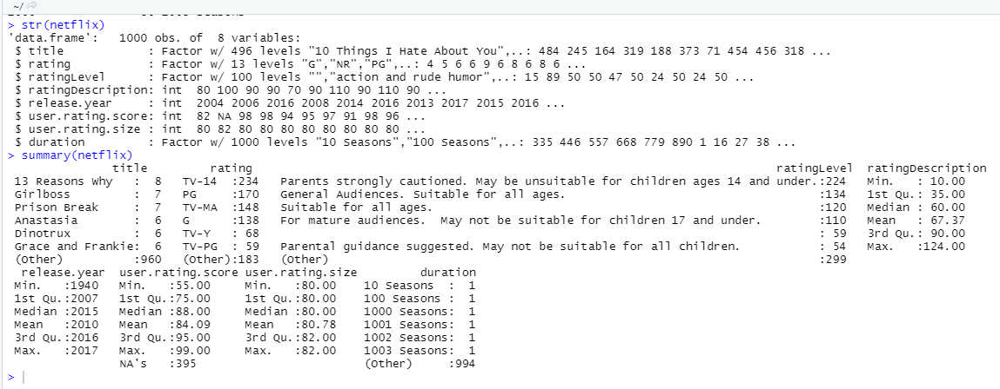 ~/
> str(netflix)
'data.frame':   1000 obs. of  8 variables:
 $ title            : Factor w/ 496 levels "10 Things I Hate About You",..: 484 245 164 319 188 373 71 454 456 318 ...
 $ rating           : Factor w/ 13 levels "G","NR","PG",..: 4 5 6 6 9 6 8 6 8 6 ...
 $ ratingLevel      : Factor w/ 100 levels "","action and rude humor",..: 15 89 50 50 47 50 24 50 24 50 ...
 $ ratingDescription: int  80 100 90 90 70 90 110 90 110 90 ...
 $ release.year     : int  2004 2006 2016 2008 2014 2016 2013 2017 2015 2016 ...
 $ user.rating.score: int  82 NA 98 98 94 95 97 91 98 96 ...
 $ user.rating.size : int  80 82 80 80 80 80 80 80 80 80 ...
 $ duration         : Factor w/ 1000 levels "10 Seasons","100 Seasons",..: 335 446 557 668 779 890 1 16 27 38 ...
> summary(netflix)
title rating ratingLevel ratingDescription
13 Reasons Why   :  8   TV-14  :234   Parents strongly cautioned. May be unsuitable for children ages 14 and under.:224   Min.   : 10.00
Girlboss         :  7   PG     :170   General Audiences. Suitable for all ages. :134   1st Qu.: 35.00
Prison Break     :  7   TV-MA  :148   Suitable for all ages. :120   Median : 60.00
Anastasia        :  6   G      :138   For mature audiences.  May not be suitable for children 17 and under. :110   Mean   : 67.37
Dinotrux         :  6   TV-Y   : 68   : 59   3rd Qu.: 90.00
Grace and Frankie:  6   TV-PG  : 59   Parental guidance suggested. May not be suitable for all children. : 54   Max.   :124.00
(Other)          :960   (Other):183   (Other) :299
release.year  user.rating.score user.rating.size         duration
Min.   :1940   Min.   :55.00     Min.   :80.00    10 Seasons  :  1
1st Qu.:2007   1st Qu.:75.00     1st Qu.:80.00    100 Seasons :  1
Median :2015   Median :88.00     Median :80.00    1000 Seasons:  1
Mean   :2010   Mean   :84.09     Mean   :80.78    1001 Seasons:  1
3rd Qu.:2016   3rd Qu.:95.00     3rd Qu.:82.00    1002 Seasons:  1
Max.   :2017   Max.   :99.00     Max.   :82.00    1003 Seasons:  1
NA's   :395                       (Other)     :994
>